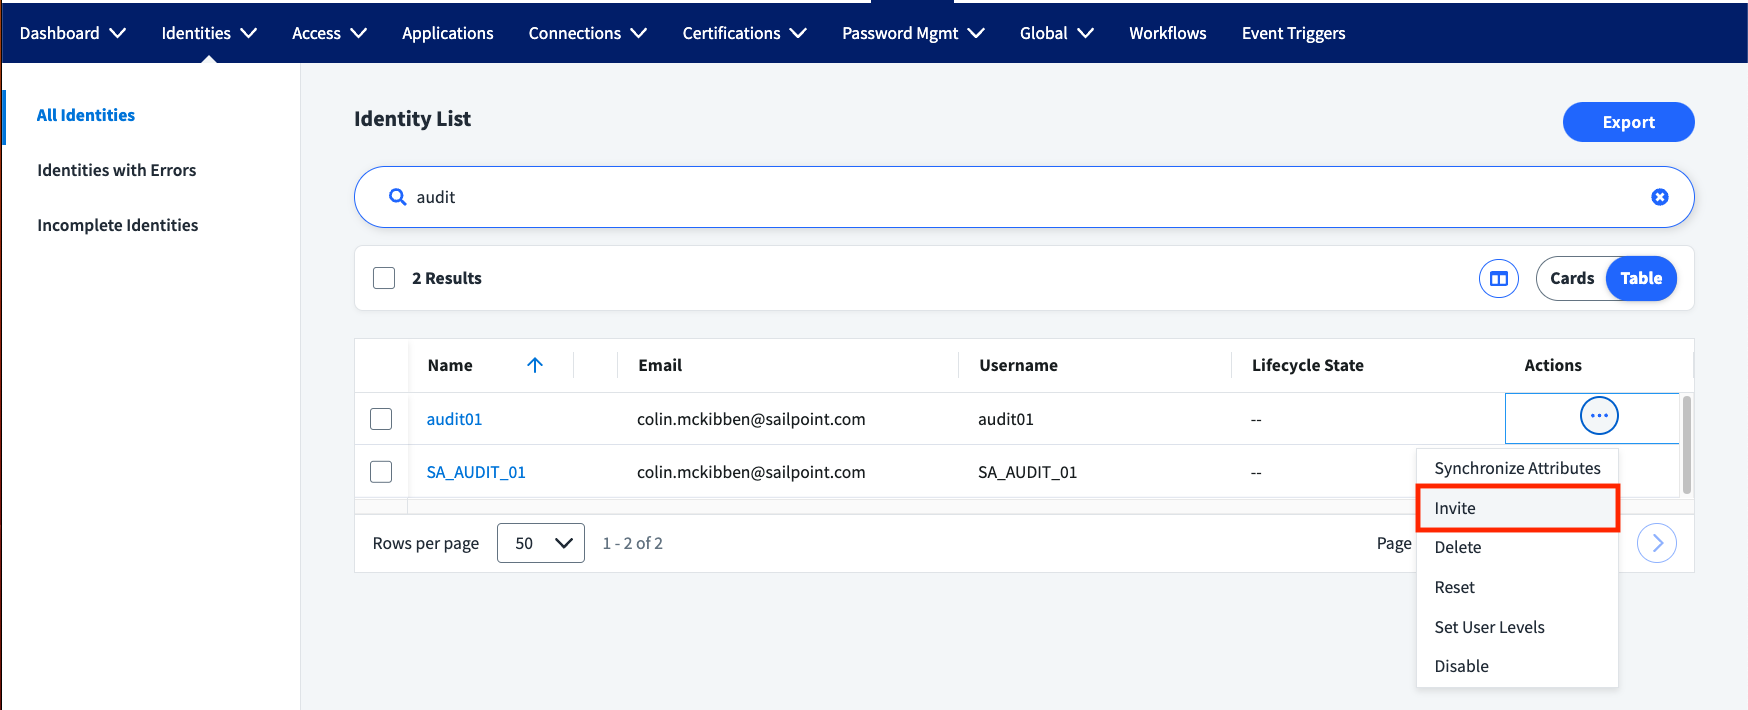 Dashboard Identities Access Applications Connections Certifications Password Mgmt Global Workflows Event Triggers
All Identities
Identities with Errors
Incomplete Identities
Identity List
Export
audit
2 Results
Cards Table
Name Email Username Lifecycle State Actions
audit01 colin.mckibben@sailpoint.com audit01 --
SA_AUDIT_01 colin.mckibben@sailpoint.com SA_AUDIT_01 --
Rows per page 50 1 - 2 of 2 Page
Synchronize Attributes
Invite
Delete
Reset
Set User Levels
Disable